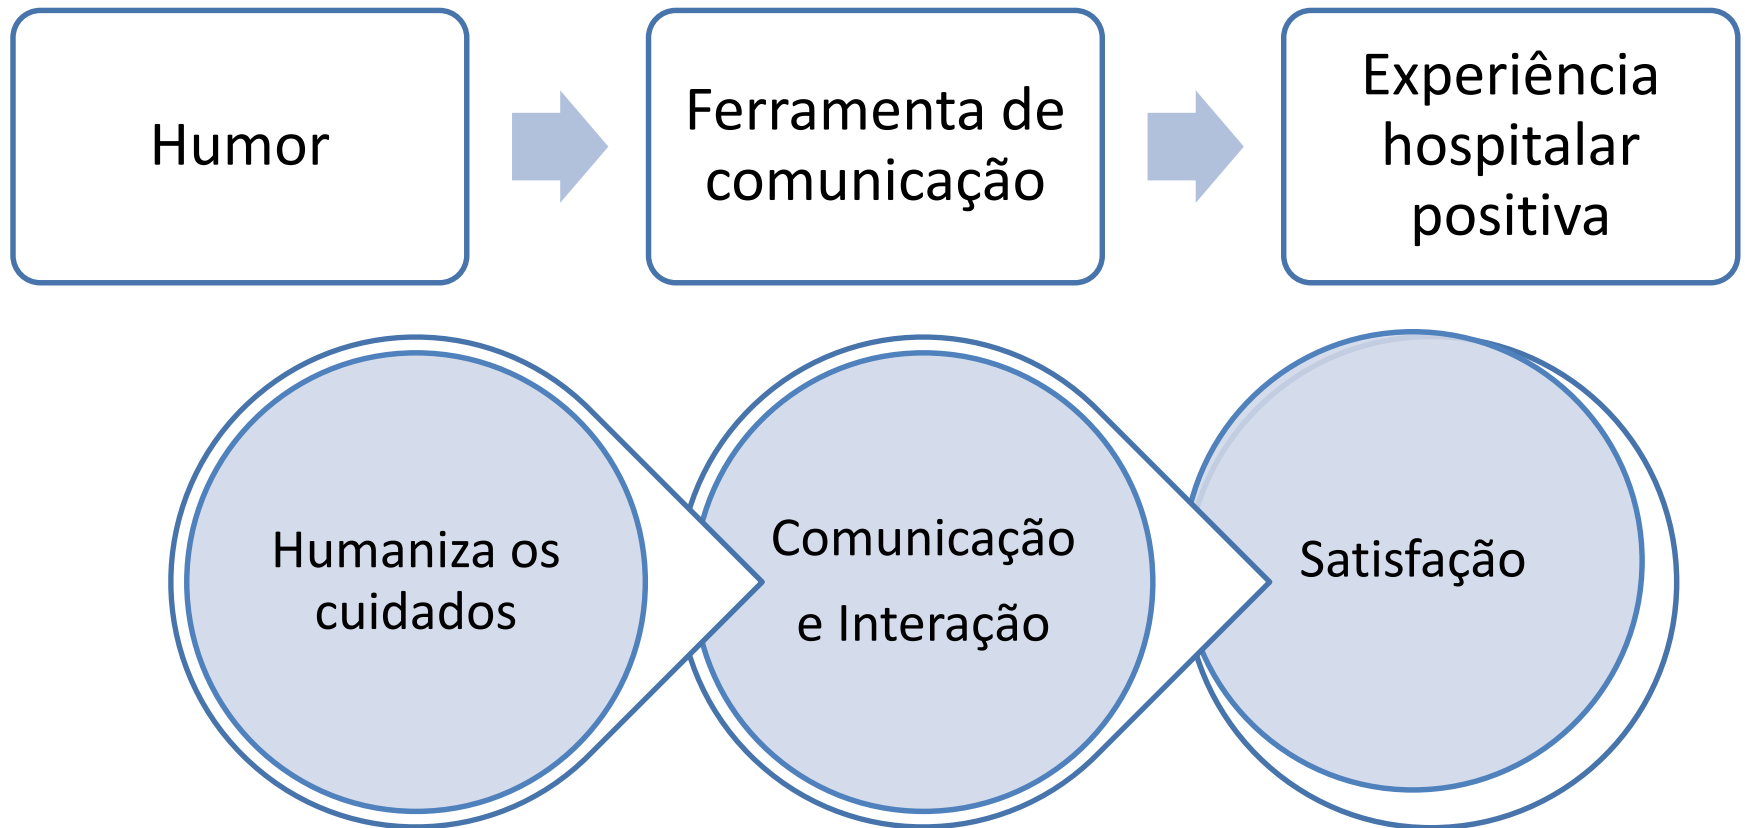 Humor
Ferramenta de
comunicação
Experiência
hospitalar
positiva
Humaniza os
cuidados
Comunicação
e Interação
Satisfação